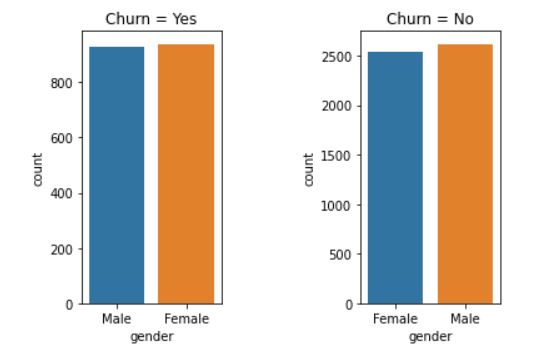 Churn = Yes
800
600
400
200
0
count
Male Female
gender
Churn = No
2500
2000
1500
1000
500
0
count
Female Male
gender